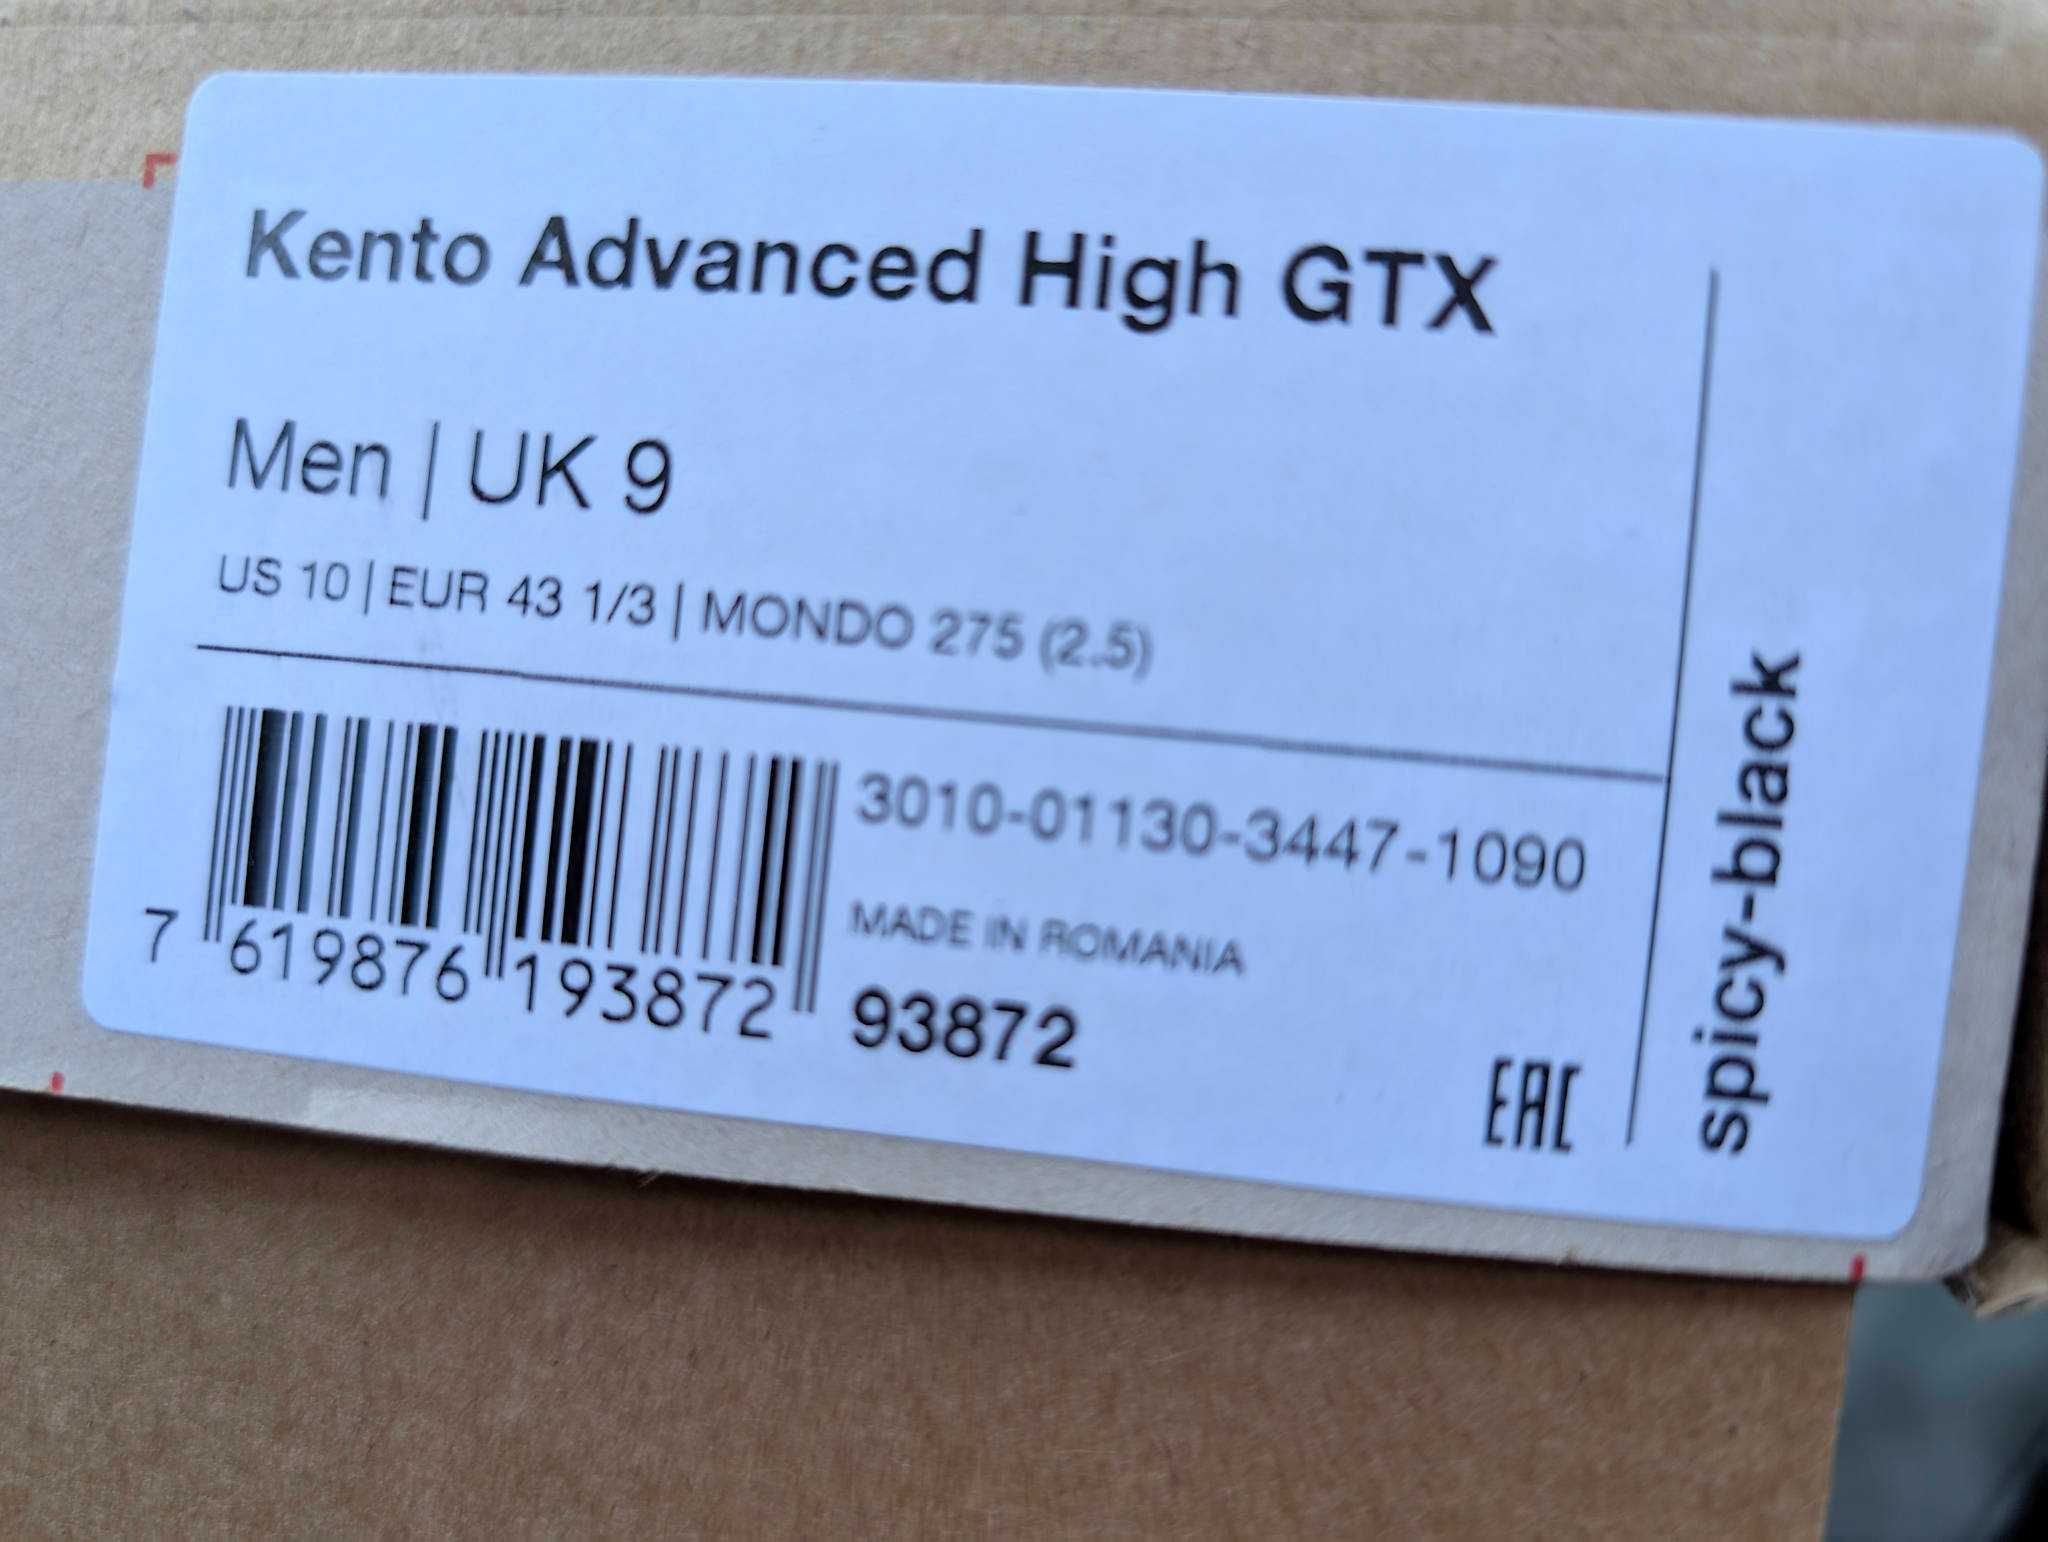 Kento Advanced High GTX
Men | UK 9
US 10 | EUR 43 1/3 | MONDO 275 (2.5)
3010-01130-3447-1090
MADE IN ROMANIA
7 619876 193872
93872
EAC
spicy-black